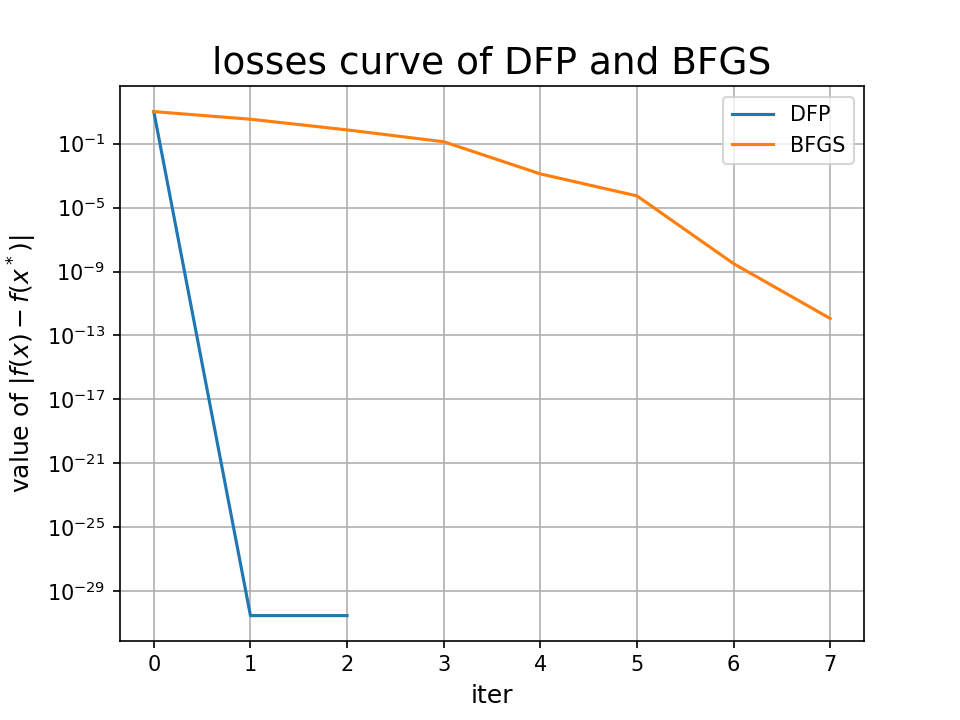 losses curve of DFP and BFGS
DFP
BFGS
value of |f(x) − f(x*)|
10⁻¹
10⁻⁵
10⁻⁹
10⁻¹³
10⁻¹⁷
10⁻²¹
10⁻²⁵
10⁻²⁹
0 1 2 3 4 5 6 7
iter